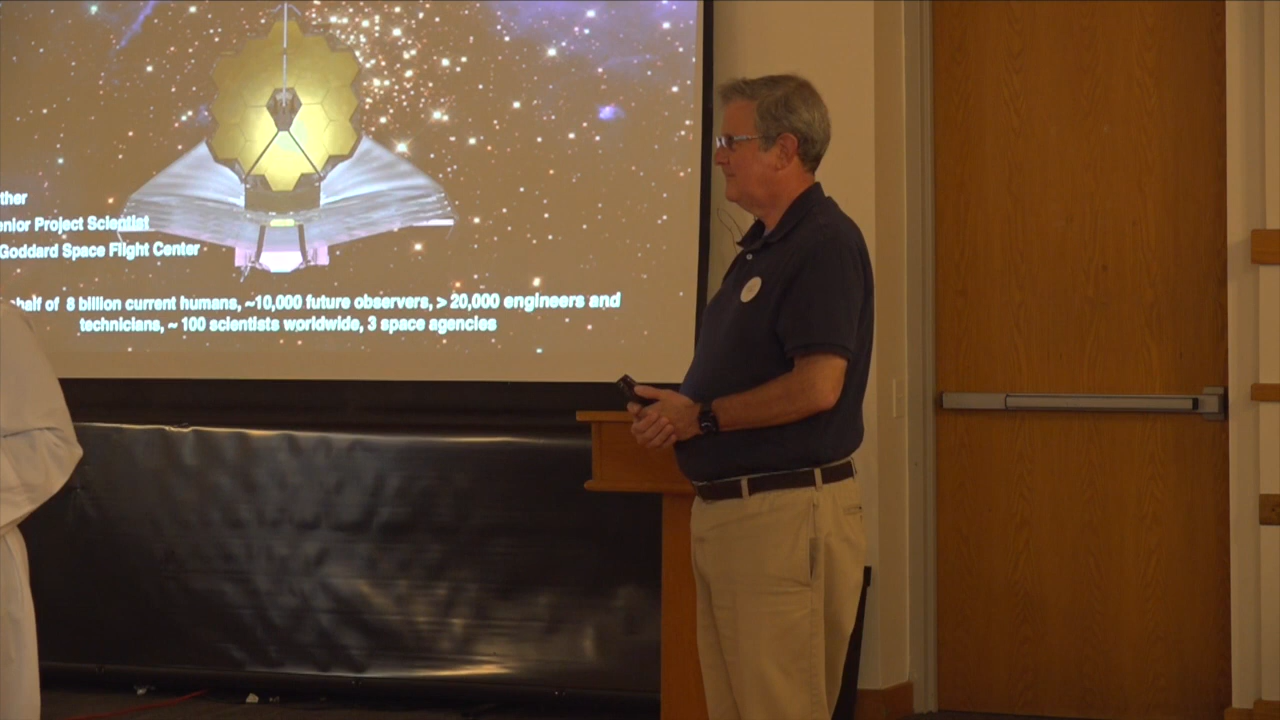 ther
enior Project Scientist
Goddard Space Flight Center
half of 8 billion current humans, ~10,000 future observers, > 20,000 engineers and
technicians, ~ 100 scientists worldwide, 3 space agencies